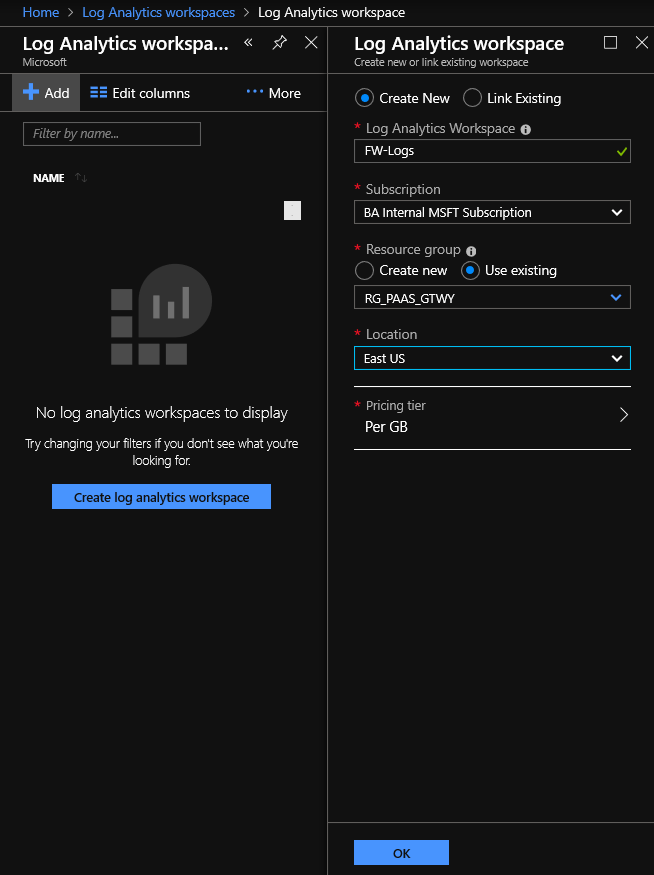 Home > Log Analytics workspaces > Log Analytics workspace
Log Analytics workspa...
Microsoft
Add
Edit columns
More
Filter by name...
NAME
No log analytics workspaces to display
Try changing your filters if you don't see what you're
looking for.
Create log analytics workspace
Log Analytics workspace
Create new or link existing workspace
Create New
Link Existing
* Log Analytics Workspace
FW-Logs
* Subscription
BA Internal MSFT Subscription
* Resource group
Create new
Use existing
RG_PAAS_GTWY
* Location
East US
* Pricing tier
Per GB
OK